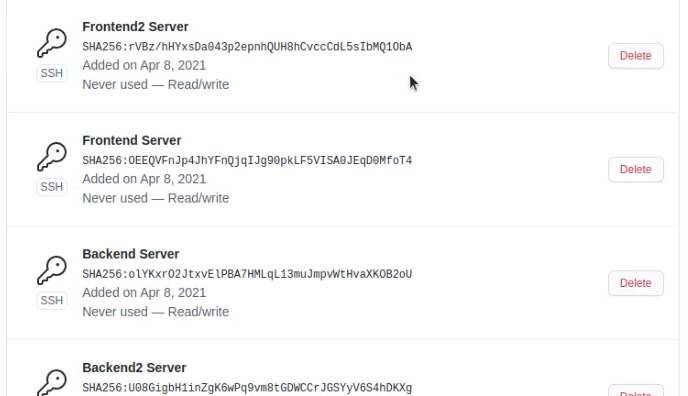 Frontend2 Server
SHA256:rVBz/hHYxsDa043p2epnhQUH8hCvccCdL5sIbMQ1ObA
Delete
SSH
Added on Apr 8, 2021
Never used — Read/write
Frontend Server
SHA256:OEEQVFnJp4JhYFnQjqIJg90pkLF5VISA0JEqD0MfoT4
Delete
SSH
Added on Apr 8, 2021
Never used — Read/write
Backend Server
SHA256:olYKxrO2JtxvElPBA7HMLqL13muJmpvWtHvaXKOB2oU
Delete
SSH
Added on Apr 8, 2021
Never used — Read/write
Backend2 Server
SHA256:U08GigbH1inZgK6wPq9vm8tGDWCCrJGSYyV6S4hDKXg
Delete